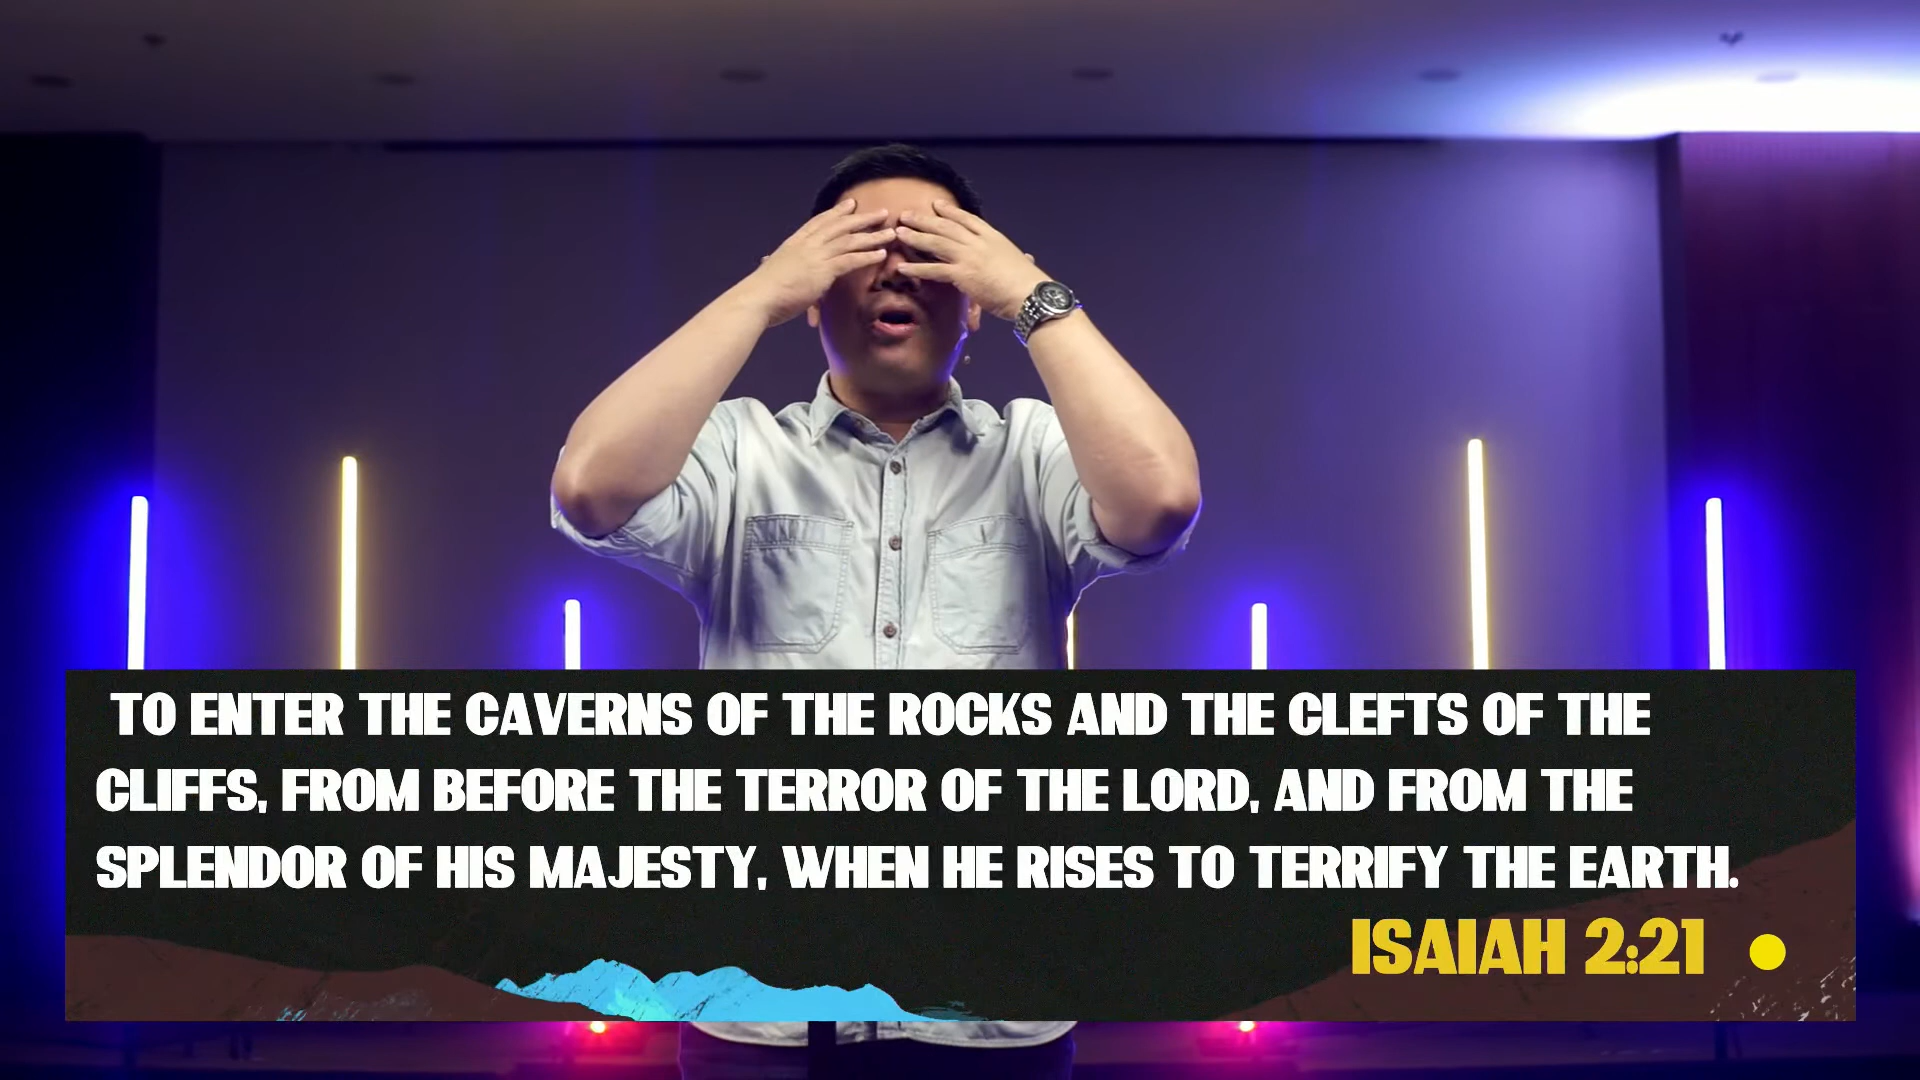 TO ENTER THE CAVERNS OF THE ROCKS AND THE CLEFTS OF THE
CLIFFS, FROM BEFORE THE TERROR OF THE LORD, AND FROM THE
SPLENDOR OF HIS MAJESTY, WHEN HE RISES TO TERRIFY THE EARTH.
ISAIAH 2:21